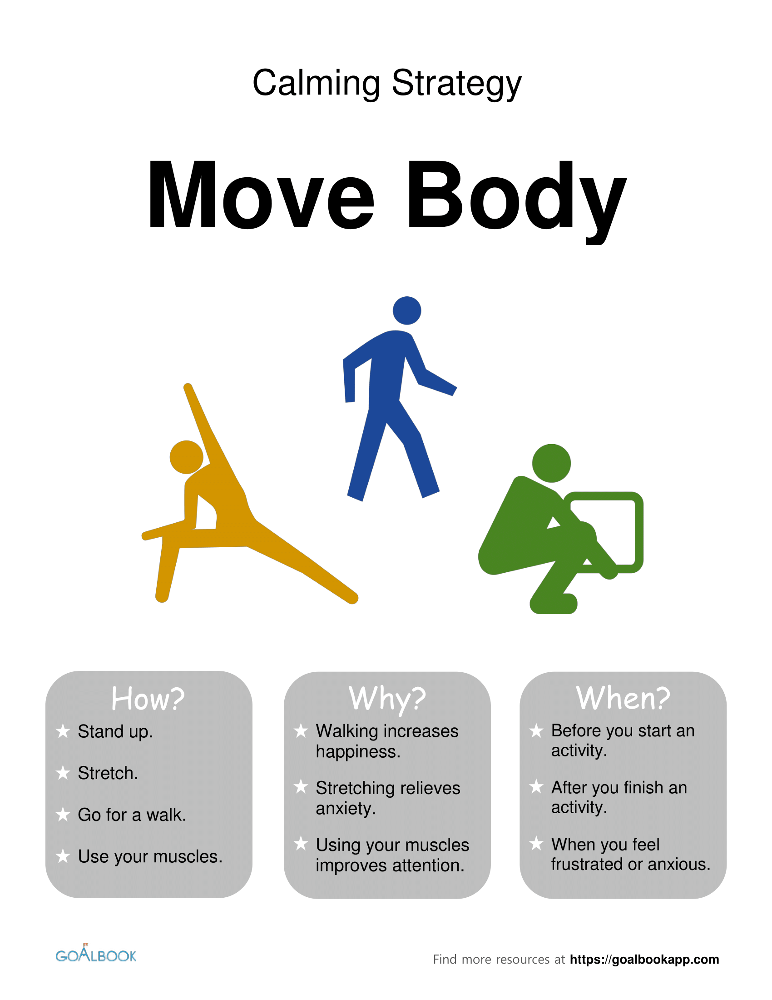 Calming Strategy
Move Body
How?
★ Stand up.
★ Stretch.
★ Go for a walk.
★ Use your muscles.
Why?
★ Walking increases
happiness.
★ Stretching relieves
anxiety.
★ Using your muscles
improves attention.
When?
★ Before you start an
activity.
★ After you finish an
activity.
★ When you feel
frustrated or anxious.
GOALBOOK
Find more resources at https://goalbookapp.com